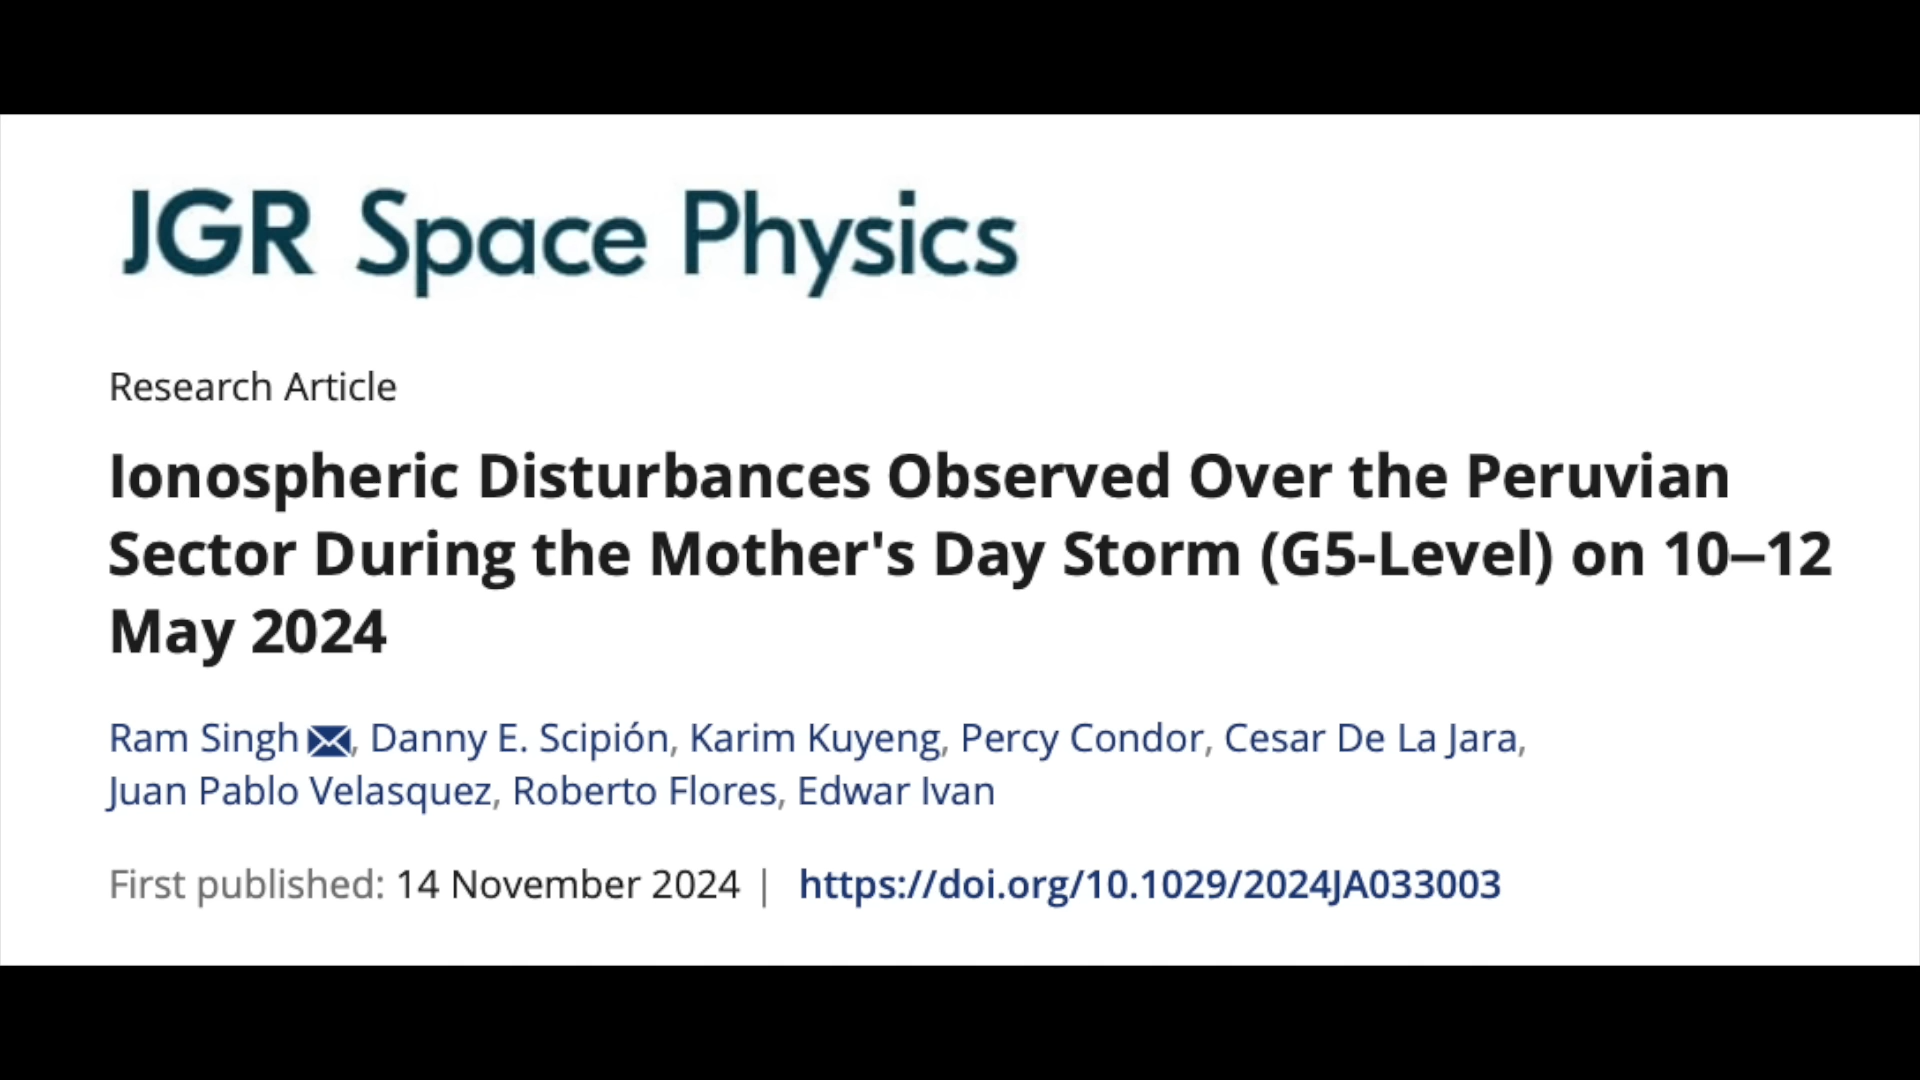 JGR Space Physics
Research Article
Ionospheric Disturbances Observed Over the Peruvian
Sector During the Mother's Day Storm (G5-Level) on 10–12
May 2024
Ram Singh, Danny E. Scipión, Karim Kuyeng, Percy Condor, Cesar De La Jara,
Juan Pablo Velasquez, Roberto Flores, Edwar Ivan
First published: 14 November 2024 | https://doi.org/10.1029/2024JA033003